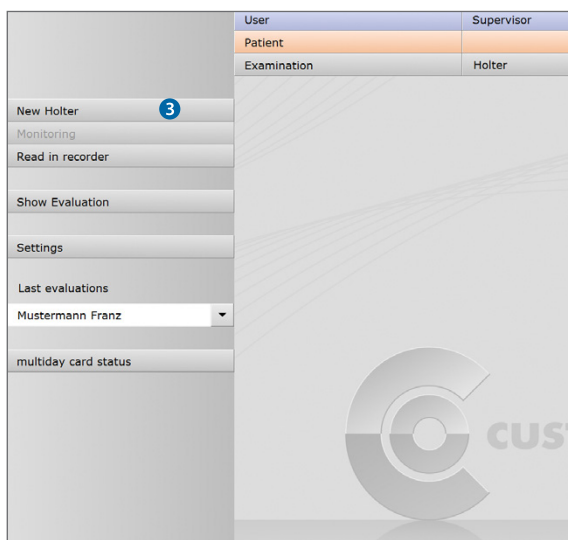 User Supervisor
Patient
Examination Holter
New Holter 3
Monitoring
Read in recorder
Show Evaluation
Settings
Last evaluations
Mustermann Franz
multiday card status
CUST